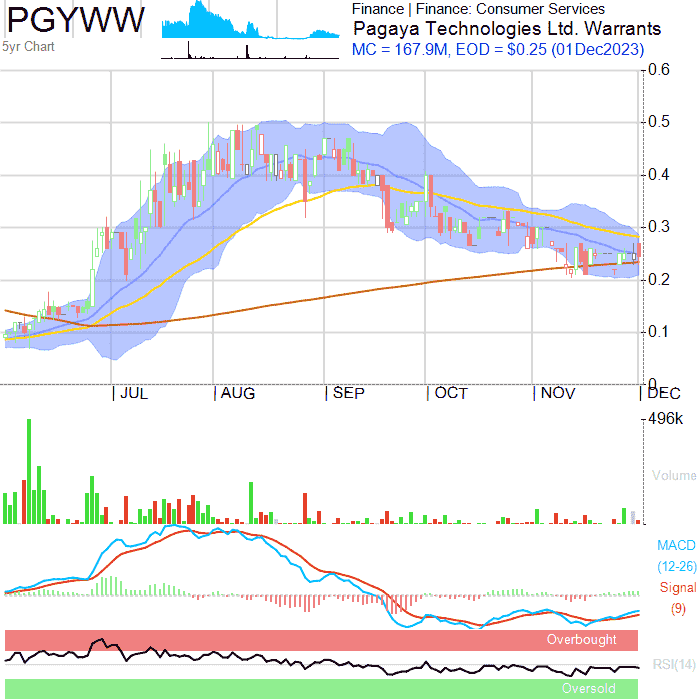 PGYWW
5yr Chart
Finance | Finance: Consumer Services
Pagaya Technologies Ltd. Warrants
MC = 167.9M, EOD = $0.25 (01Dec2023)
0.6
0.5
0.4
0.3
0.2
0.1
0
JUL AUG SEP OCT NOV DEC
496k
Volume
MACD
(12-26)
Signal
(9)
Overbought
RSI(14)
Oversold